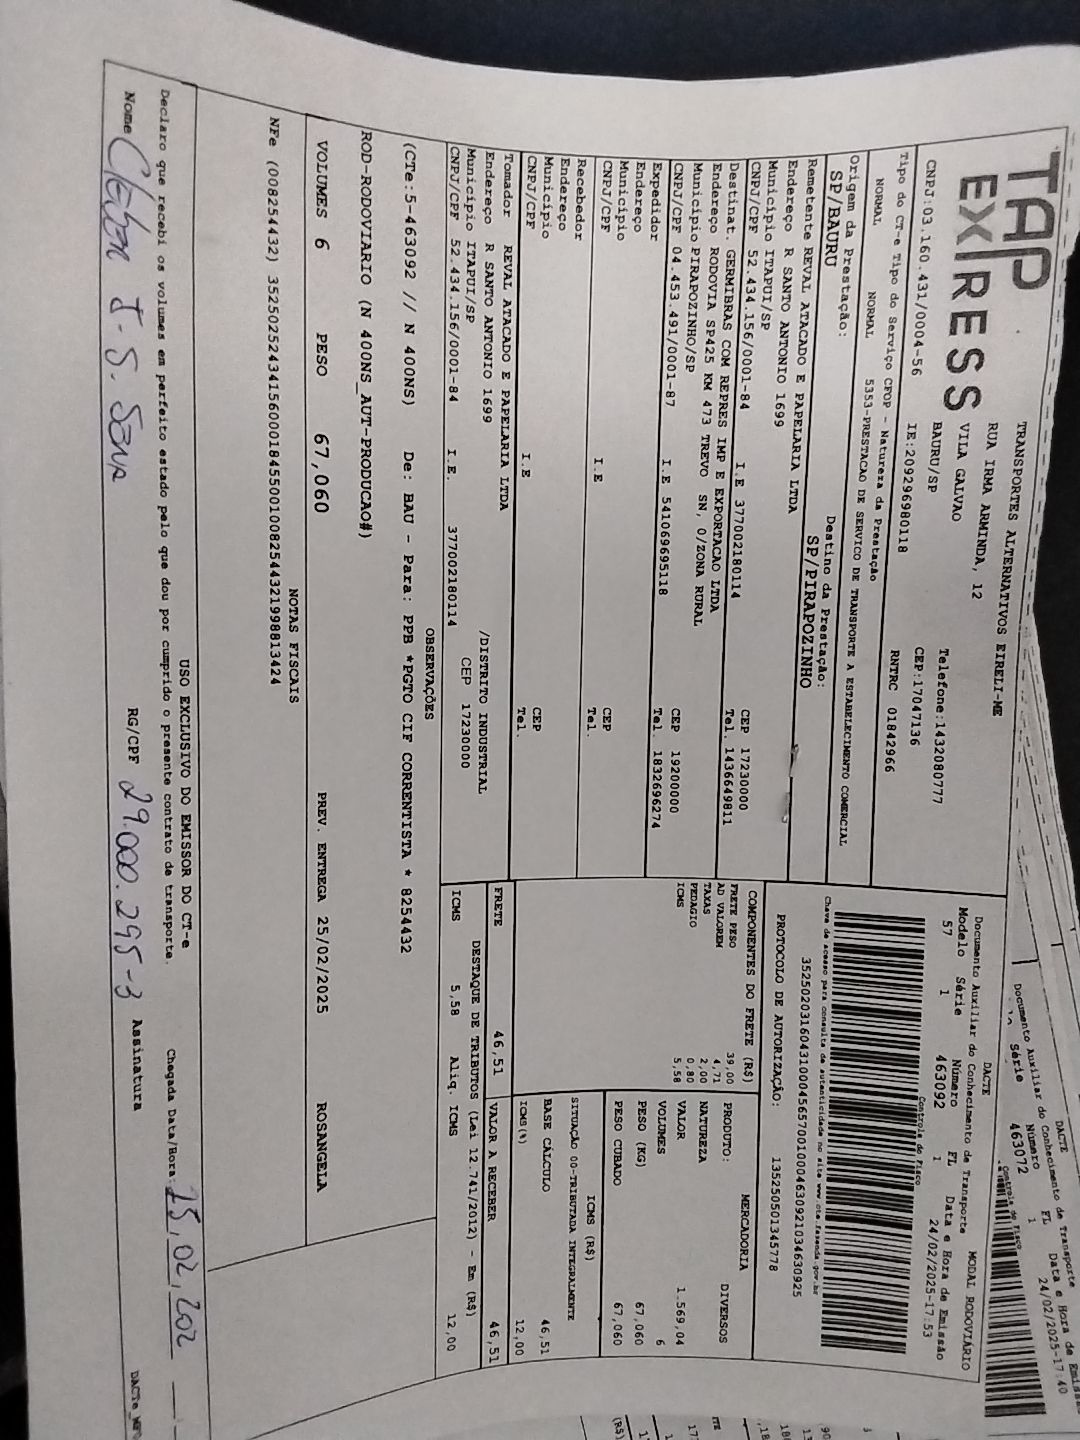 TAP
EXPRESS
TRANSPORTES ALTERNATIVOS EIRELI-ME
RUA IRMA ARMINDA, 12
VILA GALVAO
BAURU/SP
Telefone:1432080777
CEP:17047136
CNPJ:03.160.431/0004-56 IE:209296980118 RNTRC 01842966
Tipo do CT-e Tipo do Serviço CFOP - Natureza da Prestação
NORMAL NORMAL 5353-PRESTACAO DE SERVICO DE TRANSPORTE A ESTABELECIMENTO COMERCIAL
Origem da Prestação: Destino da Prestação:
SP/BAURU SP/PIRAPOZINHO
Remetente REVAL ATACADO E PAPELARIA LTDA
Endereço R SANTO ANTONIO 1699
Município ITAPUI/SP CEP 17230000
CNPJ/CPF 52.434.156/0001-84 I.E 377002180114 Tel. 1436649811
Destinat. GERMIBRAS COM REPRES IMP E EXPORTACAO LTDA
Endereço RODOVIA SP425 KM 473 TREVO SN, 0/ZONA RURAL
Município PIRAPOZINHO/SP CEP 19200000
CNPJ/CPF 04.453.491/0001-87 I.E 541069695118 Tel. 1832696274
Expedidor
Endereço
Município CEP
CNPJ/CPF I.E Tel.
Recebedor
Endereço
Município CEP
CNPJ/CPF I.E Tel.
Tomador REVAL ATACADO E PAPELARIA LTDA
Endereço R SANTO ANTONIO 1699 /DISTRITO INDUSTRIAL
Município ITAPUI/SP CEP 17230000
CNPJ/CPF 52.434.156/0001-84 I.E. 377002180114
DACTE MODAL RODOVIÁRIO
Documento Auxiliar do Conhecimento de Transporte
Modelo Série Número FL Data e Hora de Emissão
57 1 463092 1 24/02/2025-17:53
Controle do Fisco
Chave de acesso para consulta de autenticidade no site www.cte.fazenda.gov.br
35250203160431000456570010004630921034630925
PROTOCOLO DE AUTORIZAÇÃO: 135250501345778
COMPONENTES DO FRETE (R$)
FRETE PESO 39,00
AD VALOREM 4,71
TAXAS 2,00
PEDAGIO 0,80
ICMS 5,58
MERCADORIA
PRODUTO: DIVERSOS
NATUREZA
VALOR 1.569,04
VOLUMES 6
PESO (KG) 67,060
PESO CUBADO 67,060
ICMS (R$)
SITUAÇÃO 00-TRIBUTADA INTEGRALMENTE
BASE CÁLCULO 46,51
ICMS(%) 12,00
FRETE 46,51 VALOR A RECEBER 46,51
DESTAQUE DE TRIBUTOS (Lei 12.741/2012) - Em (R$)
ICMS 5,58 Aliq. ICMS 12,00
OBSERVAÇÕES
(CTe:5-463092 // N 400NS) De: BAU - Para: PPB *PGTO CIF CORRENTISTA * 8254432
ROD-RODOVIARIO (N 400NS_AUT-PRODUCAO#)
VOLUMES 6 PESO 67,060 PREV. ENTREGA 25/02/2025 ROSANGELA
NOTAS FISCAIS
NFe (008254432) 35250252434156000184550010082544321998813424
USO EXCLUSIVO DO EMISSOR DO CT-e
Declaro que recebi os volumes em perfeito estado pelo que dou por cumprido o presente contrato de transporte. Chegada Data/Hora: 25,02,202
Nome Cleber J. S. Sena RG/CPF 29.000.295-3 Assinatura
DACTE
Documento Auxiliar do Conhecimento de Transporte
Série Número FL Data e Hora de
463072 1 24/02/2025-17:40
Controle do Fisco